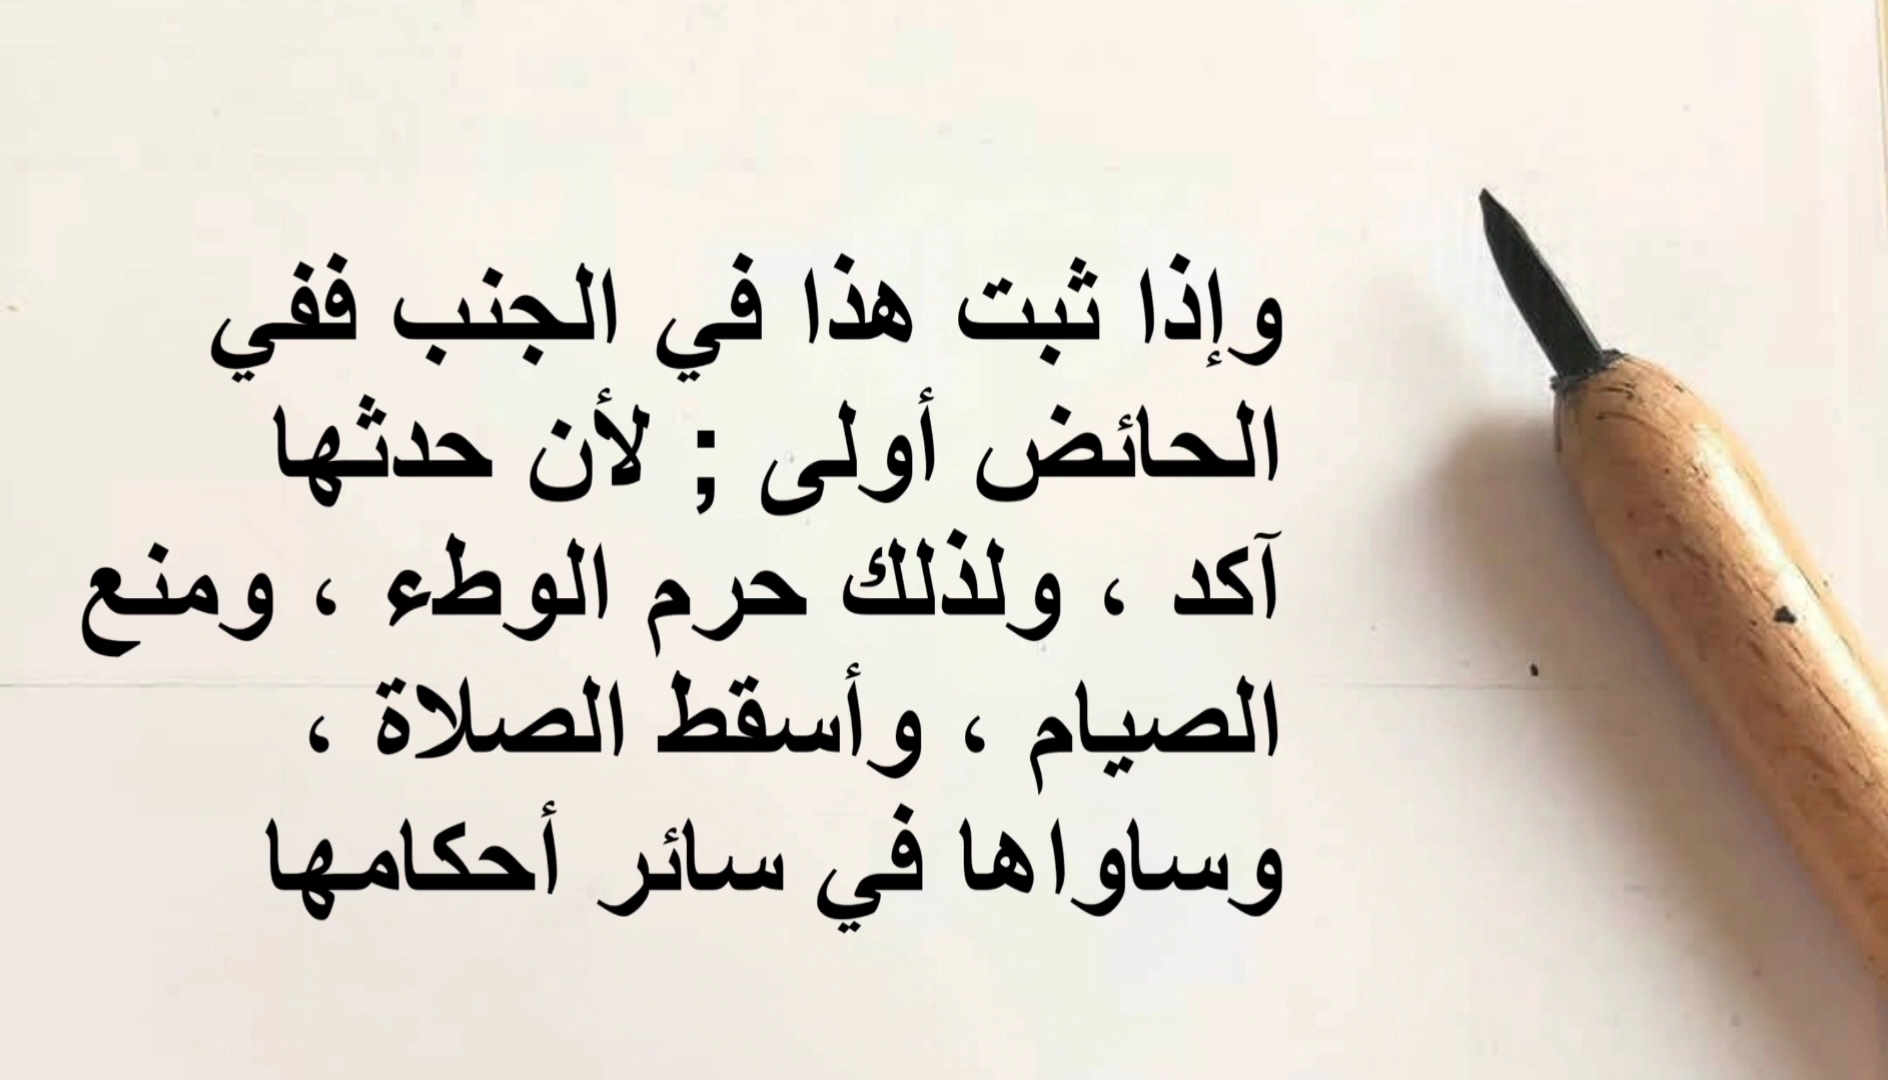 وإذا ثبت هذا في الجنب ففي
الحائض أولى ; لأن حدثها
آكد ، ولذلك حرم الوطء ، ومنع
الصيام ، وأسقط الصلاة ،
وساواها في سائر أحكامها